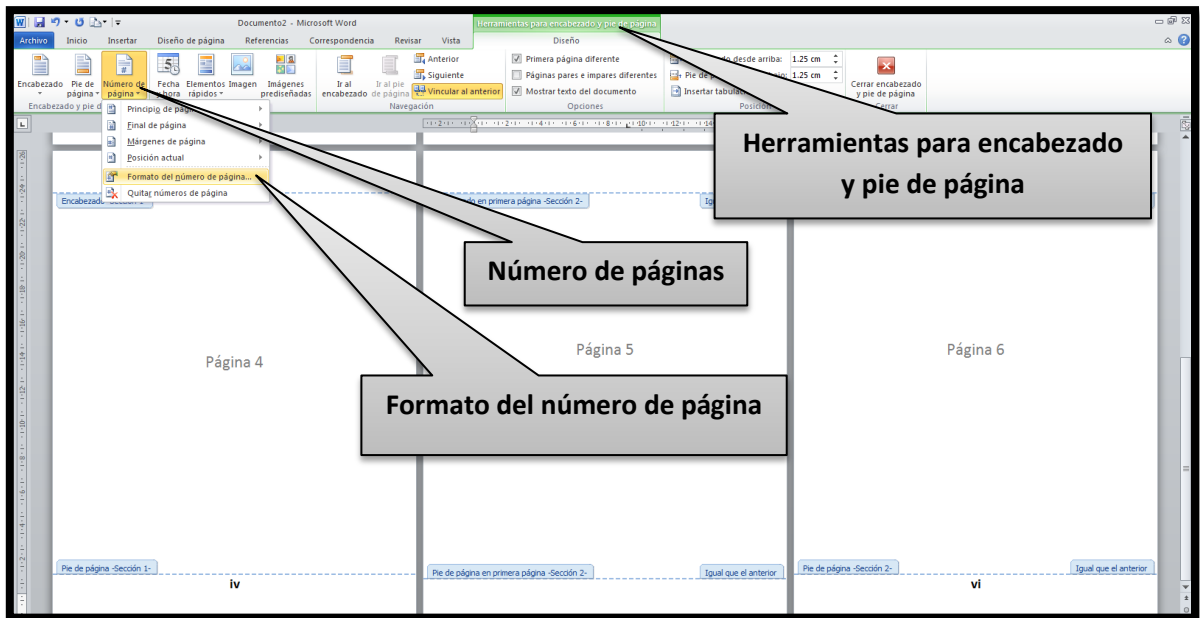 Documento2 - Microsoft Word
Herramientas para encabezado y pie de página
Archivo Inicio Insertar Diseño de página Referencias Correspondencia Revisar Vista Diseño
Encabezado
Pie de página
Número de página
Fecha y hora
Elementos rápidos
Imagen
Imágenes prediseñadas
Ir al encabezado
Ir al pie de página
Anterior
Siguiente
Vincular al anterior
Primera página diferente
Páginas pares e impares diferentes
Mostrar texto del documento
desde arriba: 1.25 cm
Pie de 1.25 cm
Insertar
Cerrar encabezado y pie de página
Encabezado y pie d
Navegación
Opciones
Cerrar
Principio de
Final de página
Márgenes de página
Posición actual
Formato del número de página...
Quitar números de página
Herramientas para encabezado
y pie de página
Número de páginas
Formato del número de página
en primera página -Sección 2-
Página 4
Página 5
Página 6
Pie de página -Sección 1-
Pie de página en primera página -Sección 2-
Igual que el anterior
Pie de página -Sección 2-
Igual que el anterior
iv
vi